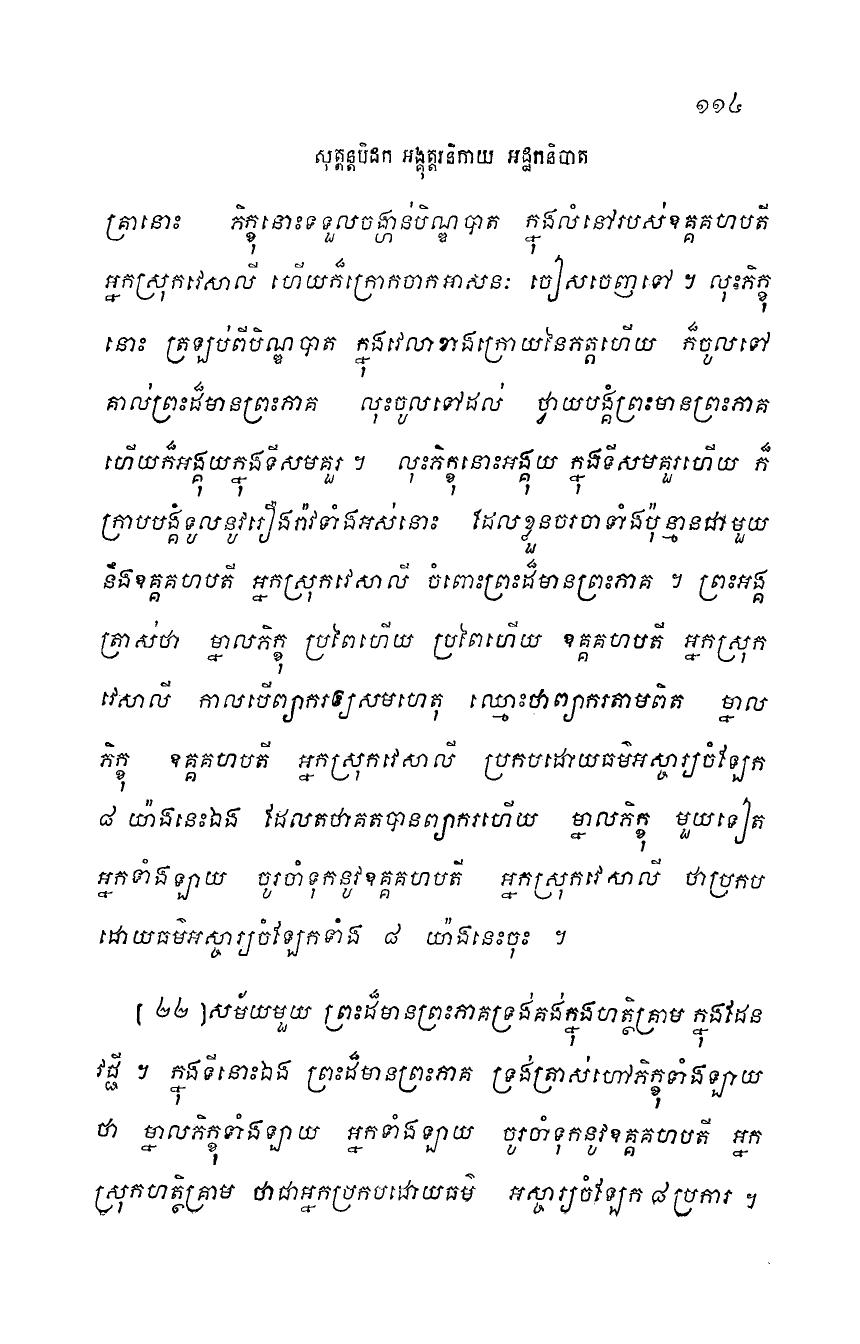 ១១៤
សុត្តន្តបិដក អង្គុត្តរនិកាយ អដ្ឋកនិបាត
គ្រានោះ ភិក្ខុនោះទទួលចង្ហាន់បិណ្ឌបាត ក្នុងលំនៅរបស់ឧគ្គគហបតី
អ្នកស្រុកវេសាលី ហើយក៏ក្រោកចាកអាសនៈ ចៀសចេញទៅ ។ លុះភិក្ខុ
នោះ ត្រឡប់ពីបិណ្ឌបាត ក្នុងវេលាខាងក្រោយនៃភត្តហើយ ក៏ចូលទៅ
គាល់ព្រះដ៏មានព្រះភាគ លុះចូលទៅដល់ ថ្វាយបង្គំព្រះមានព្រះភាគ
ហើយក៏អង្គុយក្នុងទីសមគួរ ។ លុះភិក្ខុនោះអង្គុយ ក្នុងទីសមគួរហើយ ក៏
ក្រាបបង្គំទូលនូវរឿងរ៉ាវទាំងអស់នោះ ដែលខ្លួនចរចាទាំងប៉ុន្មានជាមួយ
នឹងឧគ្គគហបតី អ្នកស្រុកវេសាលី ចំពោះព្រះដ៏មានព្រះភាគ ។ ព្រះអង្គ
ត្រាស់ថា ម្នាលភិក្ខុ ប្រពៃហើយ ប្រពៃហើយ ឧគ្គគហបតី អ្នកស្រុក
វេសាលី កាលបើព្យាករឲ្យសមហេតុ ឈ្មោះថាព្យាករតាមពិត ម្នាល
ភិក្ខុ ឧគ្គគហបតី អ្នកស្រុកវេសាលី ប្រកបដោយធម៌អស្ចារ្យចំឡែក
៨ យ៉ាងនេះឯង ដែលតថាគតបានព្យាករហើយ ម្នាលភិក្ខុ មួយទៀត
អ្នកទាំងឡាយ ចូរចាំទុកនូវឧគ្គគហបតី អ្នកស្រុកវេសាលី ថាប្រកប
ដោយធម៌អស្ចារ្យចំឡែកទាំង ៨ យ៉ាងនេះចុះ ។
[ ២២ ]សម័យមួយ ព្រះដ៏មានព្រះភាគទ្រង់គង់ក្នុងហត្ថិគ្រាម ក្នុងដែន
វជ្ជី ។ ក្នុងទីនោះឯង ព្រះដ៏មានព្រះភាគ ទ្រង់ត្រាស់ហៅភិក្ខុទាំងឡាយ
ថា ម្នាលភិក្ខុទាំងឡាយ អ្នកទាំងឡាយ ចូរចាំទុកនូវឧគ្គគហបតី អ្នក
ស្រុកហត្ថិគ្រាម ថាជាអ្នកប្រកបដោយធម៌ អស្ចារ្យចំឡែក ៨ប្រការ ។